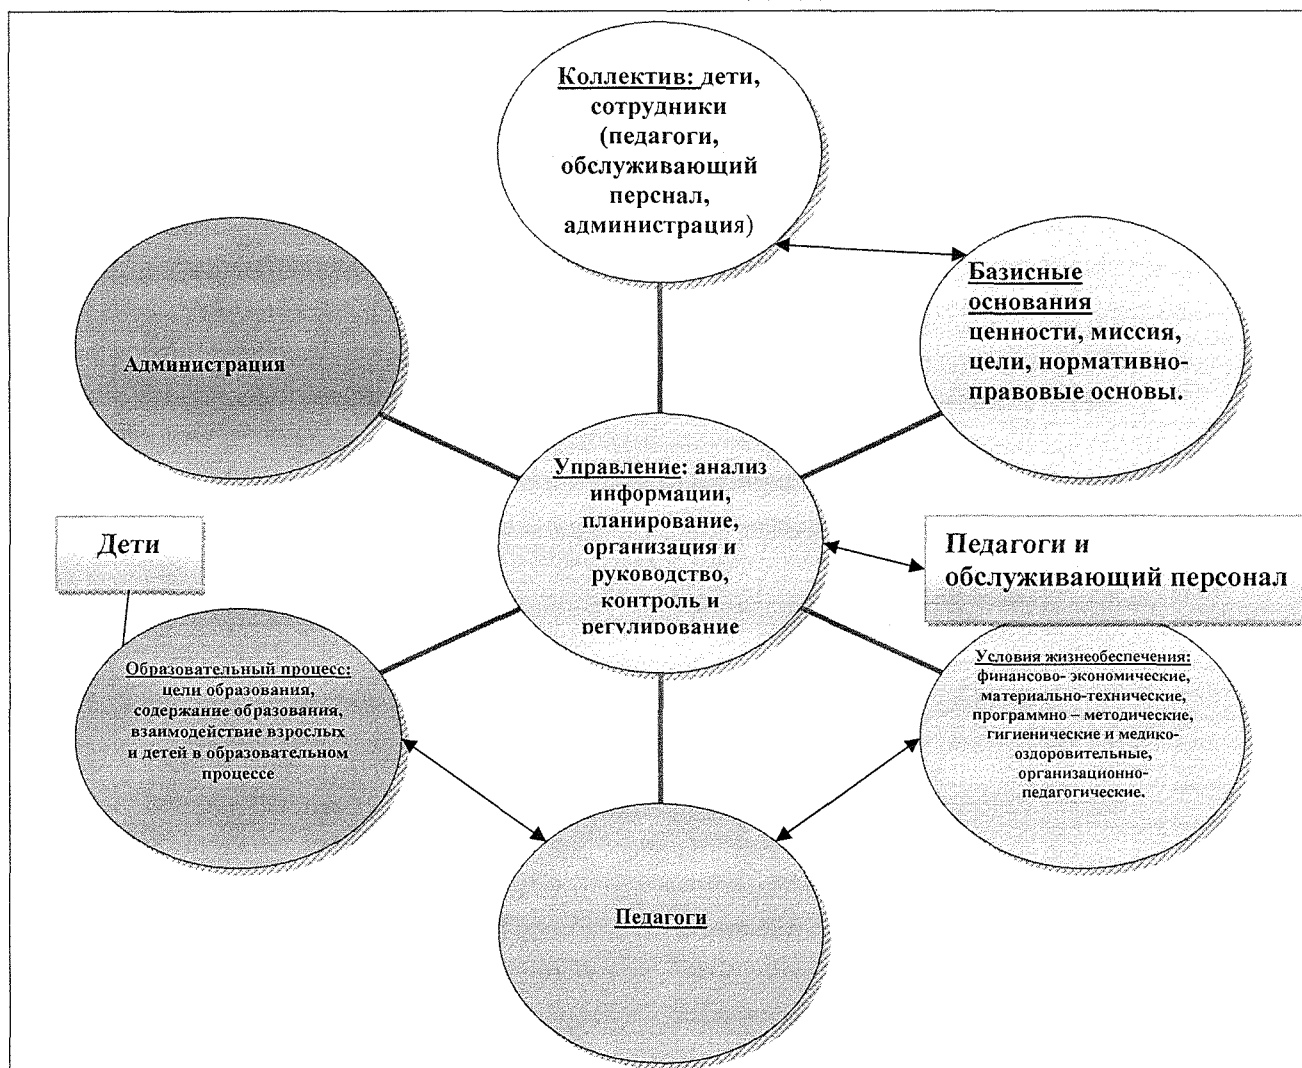 Коллектив: дети,
сотрудники
(педагоги,
обслуживающий
перснал,
администрация)
Администрация
Базисные
основания
ценности, миссия,
цели, нормативно-
правовые основы.
Управление: анализ
информации,
планирование,
организация и
руководство,
контроль и
регулирование
Дети
Педагоги и
обслуживающий персонал
Образовательный процесс:
цели образования,
содержание образования,
взаимодействие взрослых
и детей в образовательном
процессе
Условия жизнеобеспечения:
финансово- экономические,
материально-технические,
программно – методические,
гигиенические и медико-
оздоровительные,
организационно-
педагогические.
Педагоги